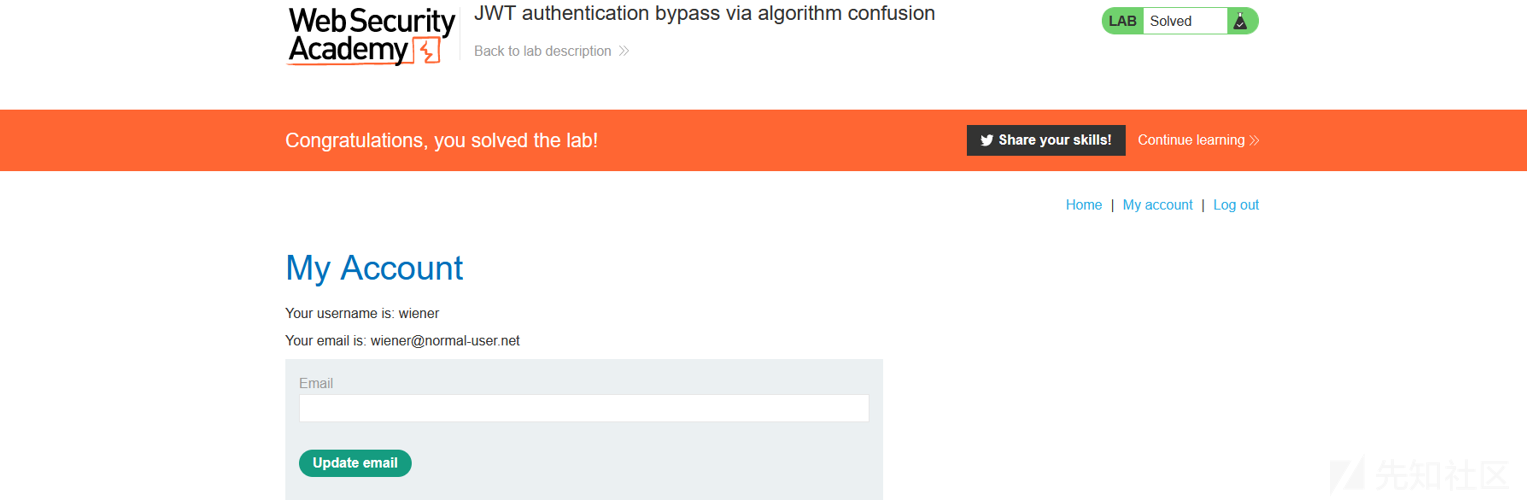 Web Security
Academy
JWT authentication bypass via algorithm confusion
Back to lab description
LAB Solved
Congratulations, you solved the lab!
Share your skills!
Continue learning
Home | My account | Log out
My Account
Your username is: wiener
Your email is: wiener@normal-user.net
Email
Update email
先知社区